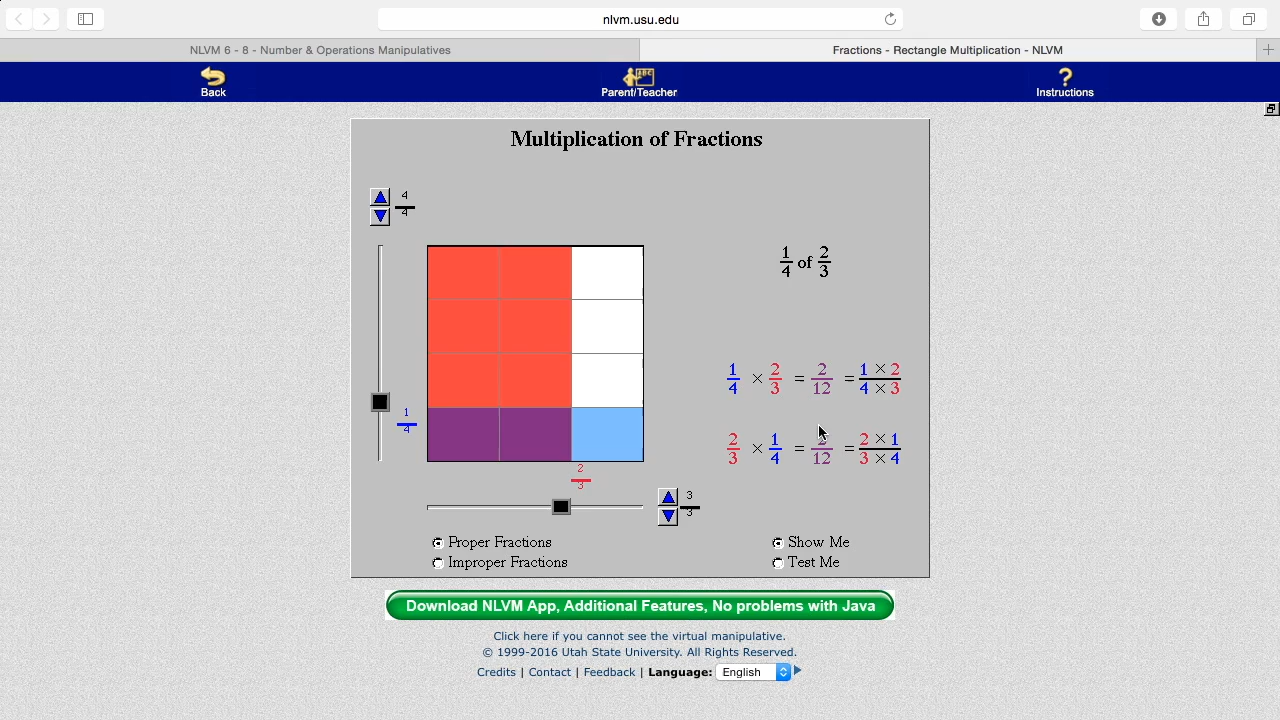 nlvm.usu.edu
NLVM 6 - 8 - Number & Operations Manipulatives
Fractions - Rectangle Multiplication - NLVM
Back
Parent/Teacher
Instructions
Multiplication of Fractions
4/4
1/4 of 2/3
1/4 × 2/3 = 2/12 = 1 × 2 / 4 × 3
1/4
2/3 × 1/4 = 2/12 = 2 × 1 / 3 × 4
2/3
3/3
Proper Fractions
Improper Fractions
Show Me
Test Me
Download NLVM App, Additional Features, No problems with Java
Click here if you cannot see the virtual manipulative.
© 1999-2016 Utah State University. All Rights Reserved.
Credits | Contact | Feedback | Language: English